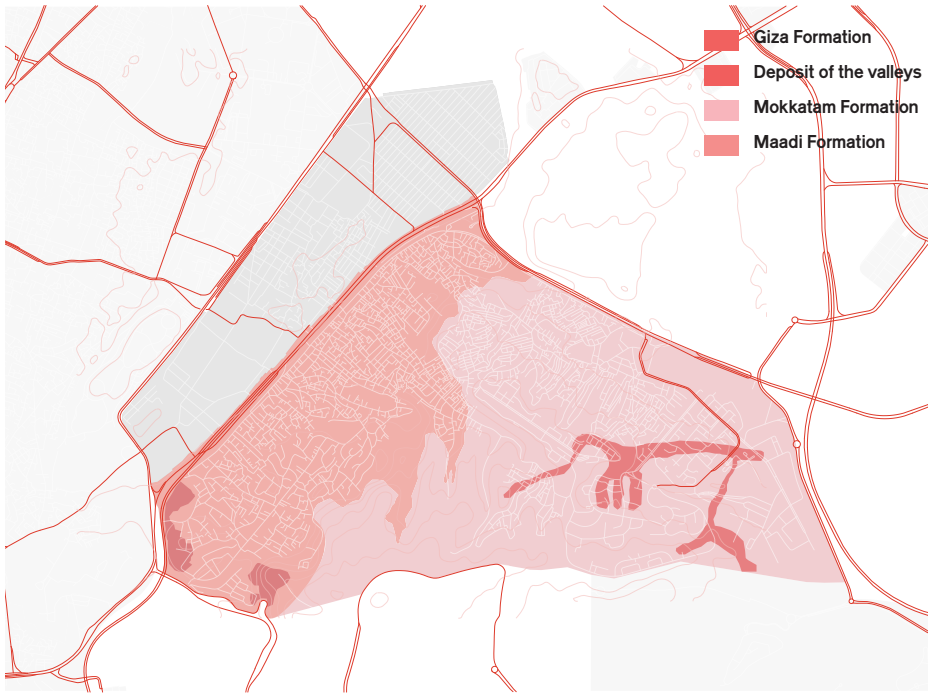 Giza Formation
Deposit of the valleys
Mokkatam Formation
Maadi Formation